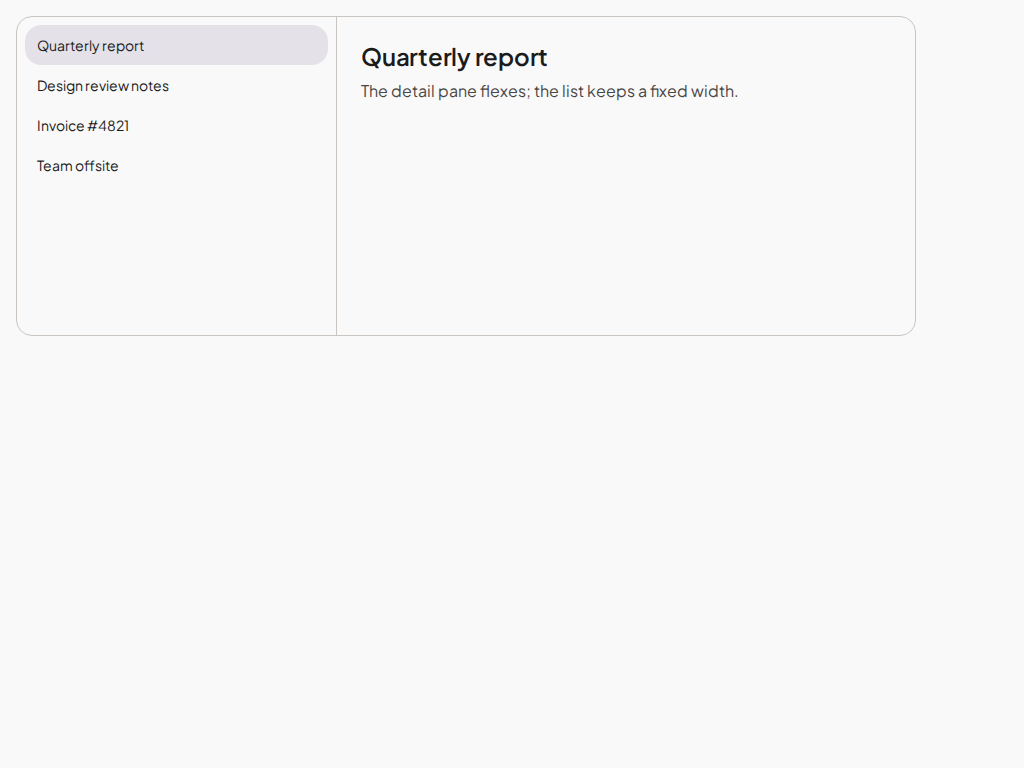 Quarterly report
Design review notes
Invoice #4821
Team offsite
Quarterly report
The detail pane flexes; the list keeps a fixed width.